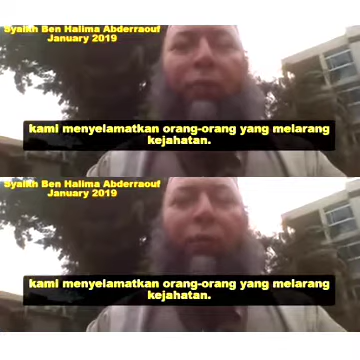 Syaikh Ben Halima Abderraouf
January 2019
kami menyelamatkan orang-orang yang melarang
kejahatan.
Syaikh Ben Halima Abderraouf
January 2019
kami menyelamatkan orang-orang yang melarang
kejahatan.